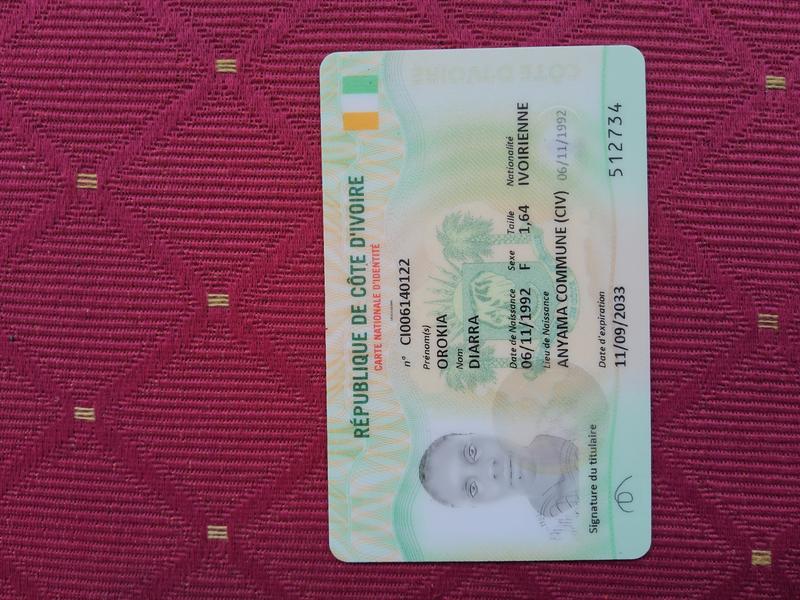 RÉPUBLIQUE DE CÔTE D'IVOIRE
CARTE NATIONALE D'IDENTITÉ
n° CI006140122
Prénom(s)
OROKIA
Nom
DIARRA
Date de Naissance Sexe Taille Nationalité
06/11/1992 F 1,64 IVOIRIENNE
Lieu de Naissance
ANYAMA COMMUNE (CIV) 06/11/1992
Date d'expiration
11/09/2033
512734
Signature du titulaire
CÔTE D'IVOIRE